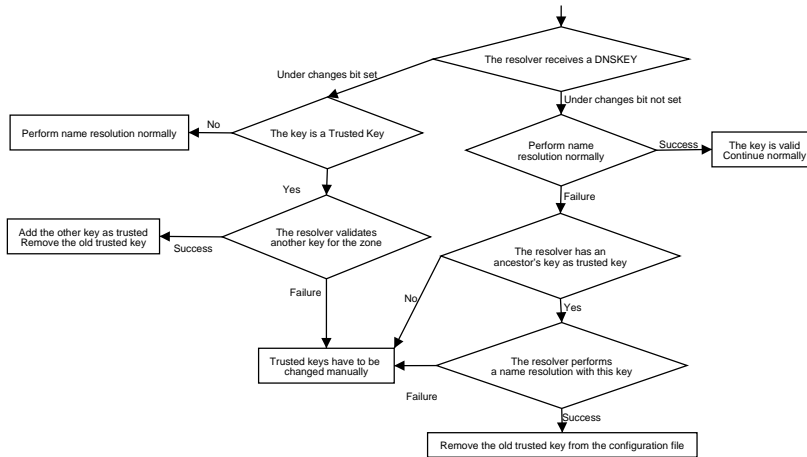 The resolver receives a DNSKEY
Under changes bit set
Under changes bit not set
Perform name resolution normally
No
The key is a Trusted Key
Perform name
resolution normally
Success
The key is valid
Continue normally
Yes
Failure
Add the other key as trusted
Remove the old trusted key
Success
The resolver validates
another key for the zone
The resolver has an
ancestor's key as trusted key
Failure
No
Yes
Trusted keys have to be
changed manually
The resolver performs
a name resolution with this key
Failure
Success
Remove the old trusted key from the configuration file